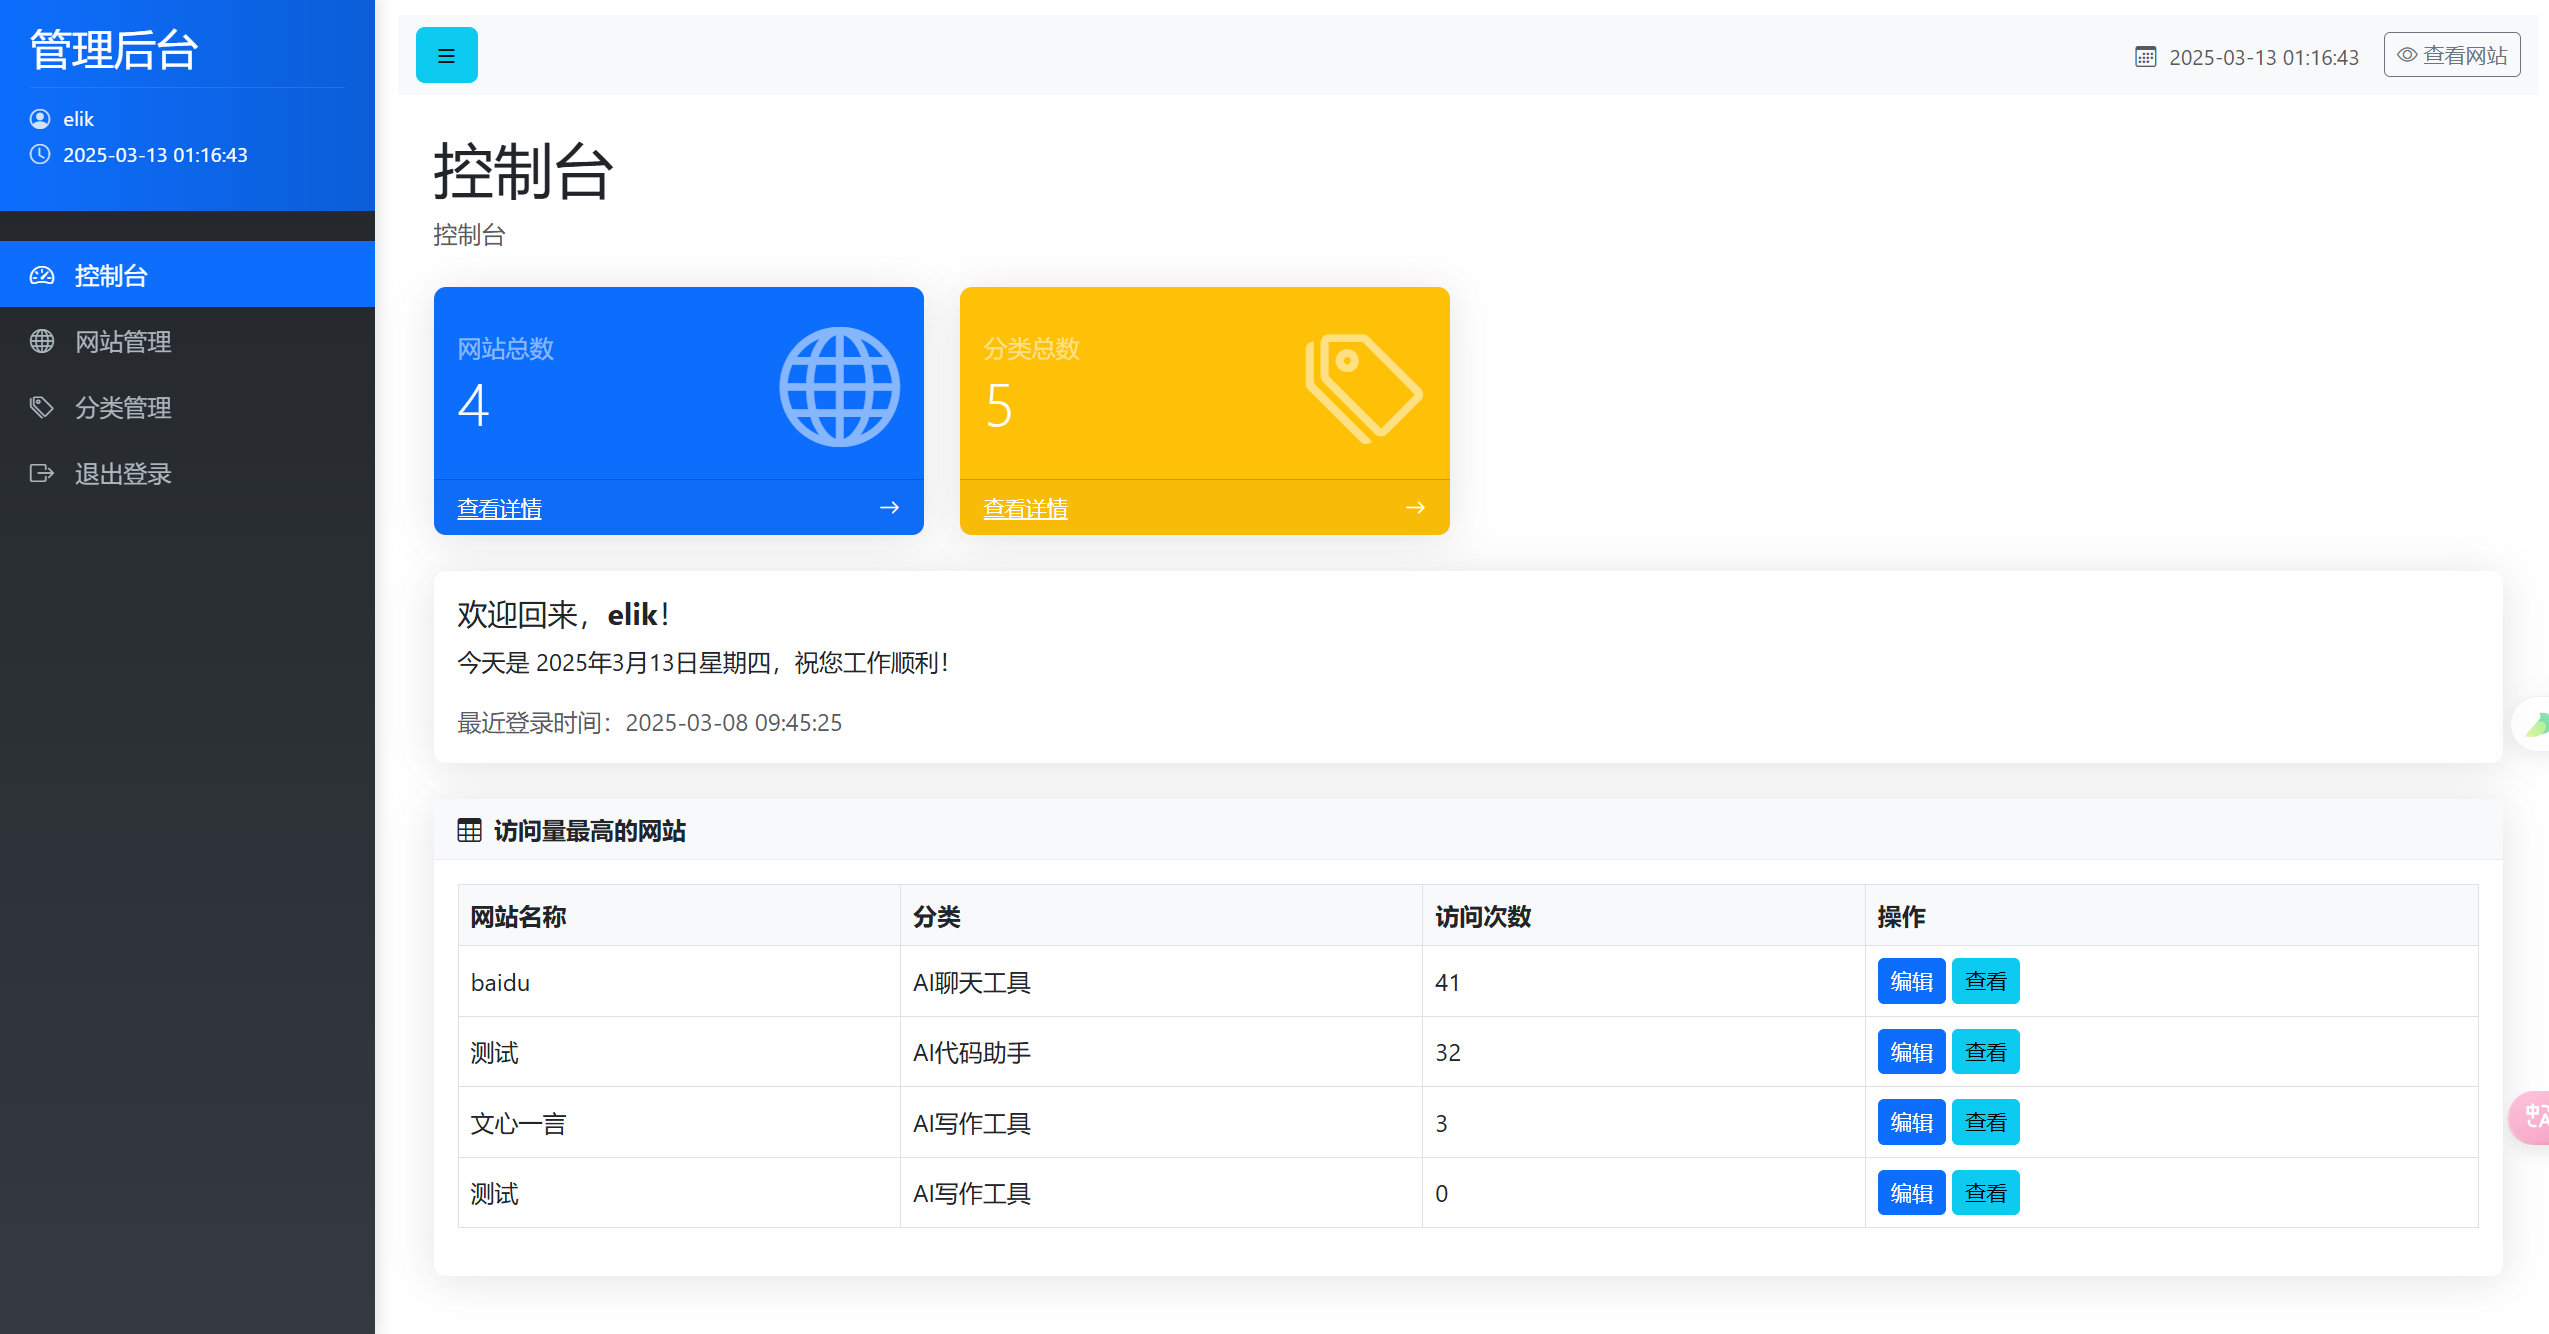 管理后台
elik
2025-03-13 01:16:43
控制台
网站管理
分类管理
退出登录
2025-03-13 01:16:43 查看网站
控制台
控制台
网站总数
4
查看详情
分类总数
5
查看详情
欢迎回来，elik！
今天是 2025年3月13日星期四，祝您工作顺利！
最近登录时间：2025-03-08 09:45:25
访问量最高的网站
网站名称 分类 访问次数 操作
baidu AI聊天工具 41 编辑 查看
测试 AI代码助手 32 编辑 查看
文心一言 AI写作工具 3 编辑 查看
测试 AI写作工具 0 编辑 查看
中A